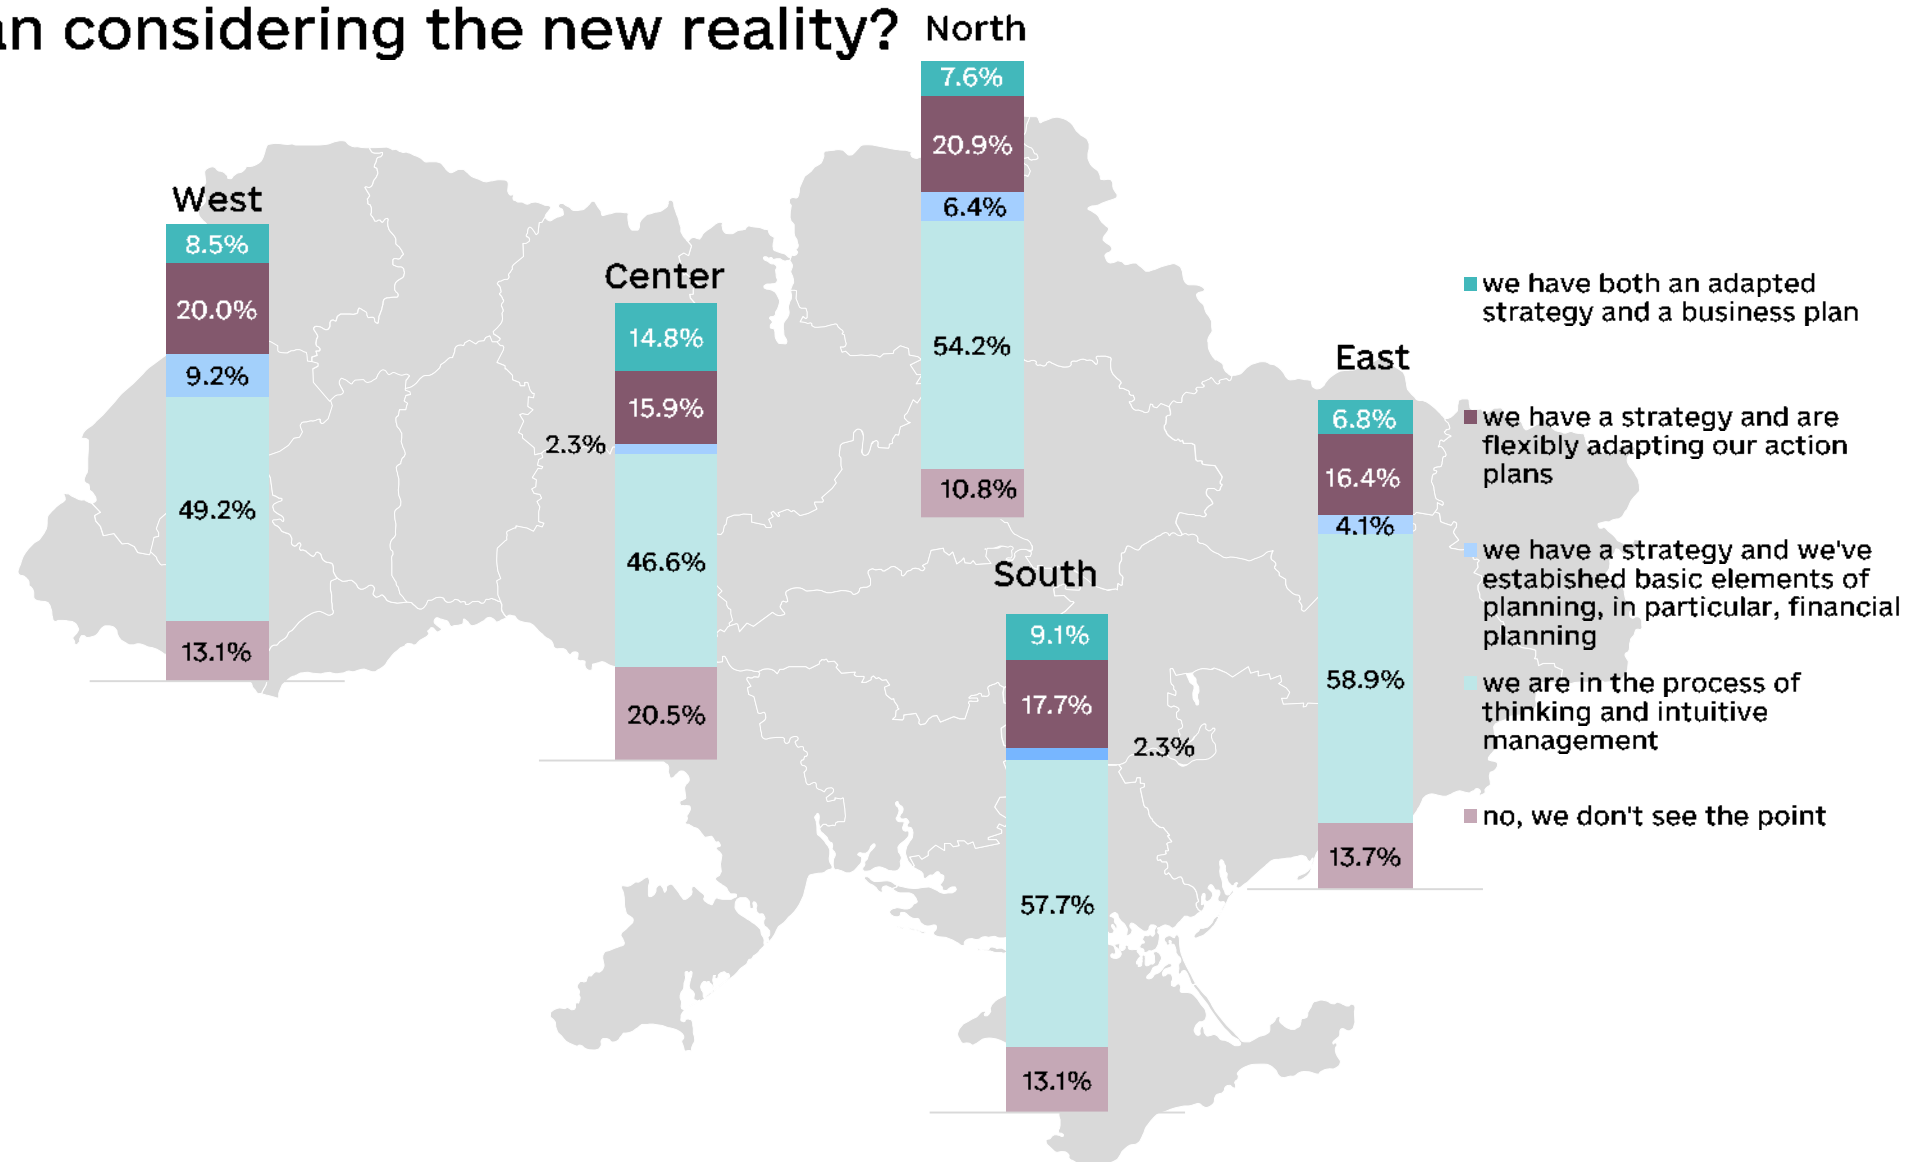 an considering the new reality?
North
7.6%
20.9%
6.4%
54.2%
10.8%
West
8.5%
20.0%
9.2%
49.2%
13.1%
Center
14.8%
15.9%
2.3%
46.6%
20.5%
South
9.1%
17.7%
2.3%
57.7%
13.1%
East
6.8%
16.4%
4.1%
58.9%
13.7%
we have both an adapted
strategy and a business plan
we have a strategy and are
flexibly adapting our action
plans
we have a strategy and we've
estabished basic elements of
planning, in particular, financial
planning
we are in the process of
thinking and intuitive
management
no, we don't see the point